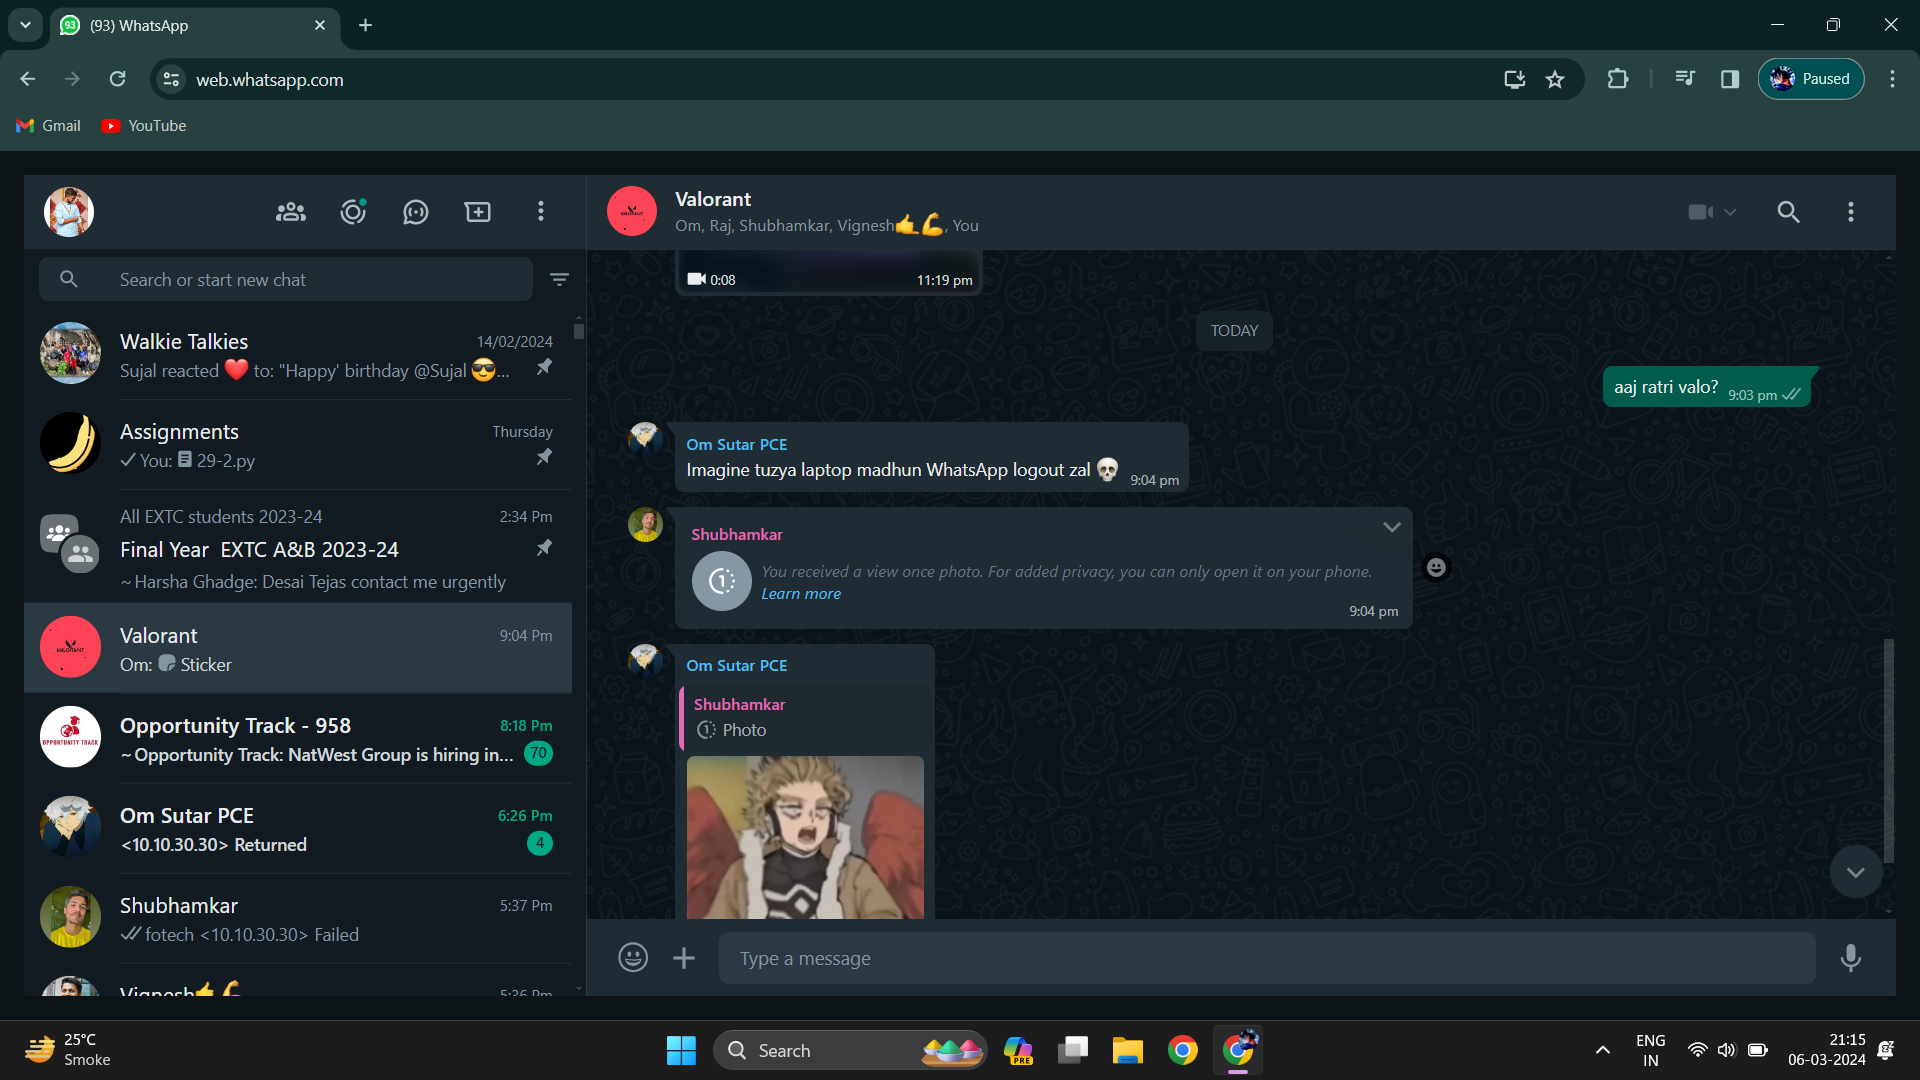 (93) WhatsApp
web.whatsapp.com
Paused
Gmail
YouTube
Search or start new chat
Walkie Talkies
14/02/2024
Sujal reacted ❤️ to: "Happy' birthday @Sujal 😎...
Assignments
Thursday
You: 29-2.py
All EXTC students 2023-24
2:34 Pm
Final Year EXTC A&B 2023-24
~ Harsha Ghadge: Desai Tejas contact me urgently
Valorant
9:04 Pm
Om: Sticker
Opportunity Track - 958
8:18 Pm
OPPORTUNITY TRACK
~ Opportunity Track: NatWest Group is hiring in...
70
Om Sutar PCE
6:26 Pm
<10.10.30.30> Returned
4
Shubhamkar
5:37 Pm
fotech <10.10.30.30> Failed
Vignesh🤙💪
5:36 Pm
Valorant
Om, Raj, Shubhamkar, Vignesh🤙💪, You
0:08
11:19 pm
TODAY
aaj ratri valo?
9:03 pm
Om Sutar PCE
Imagine tuzya laptop madhun WhatsApp logout zal 💀
9:04 pm
Shubhamkar
1
You received a view once photo. For added privacy, you can only open it on your phone.
Learn more
9:04 pm
Om Sutar PCE
Shubhamkar
Photo
Type a message
25°C
Smoke
Search
PRE
ENG
IN
21:15
06-03-2024